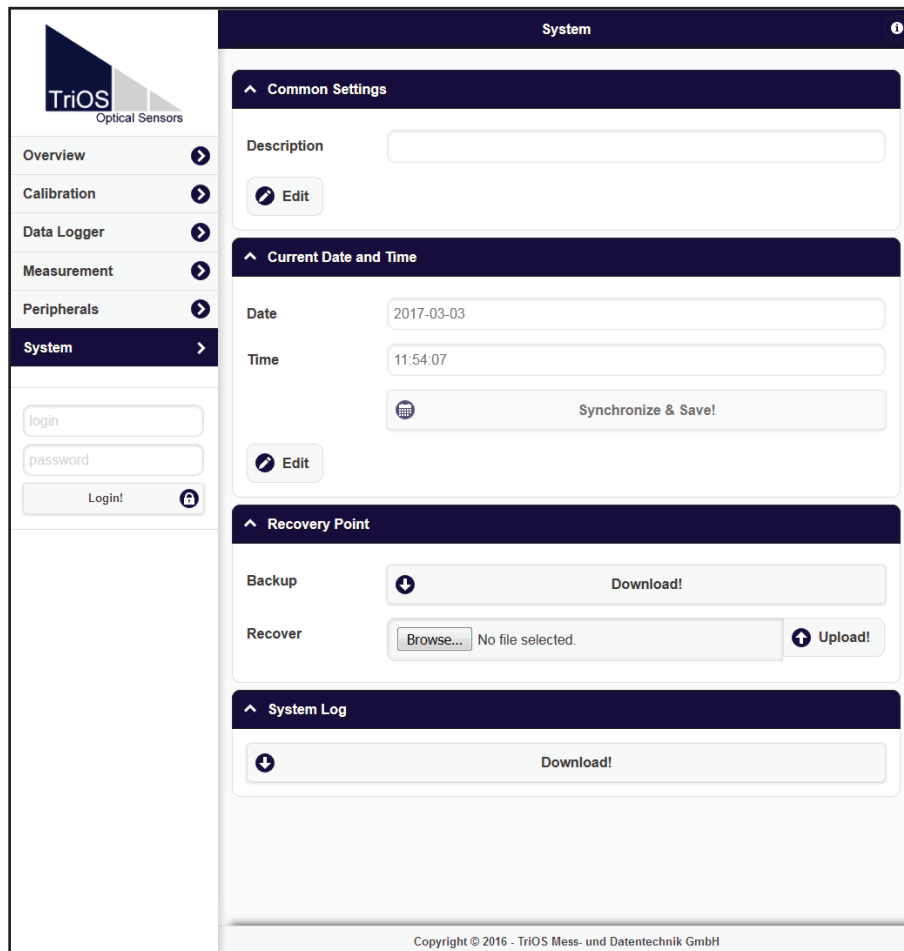 TriOS
Optical Sensors
Overview
Calibration
Data Logger
Measurement
Peripherals
System
login
password
Login!
System
Common Settings
Description
Edit
Current Date and Time
Date 2017-03-03
Time 11:54:07
Synchronize & Save!
Edit
Recovery Point
Backup Download!
Recover Browse... No file selected. Upload!
System Log
Download!
Copyright © 2016 - TriOS Mess- und Datentechnik GmbH